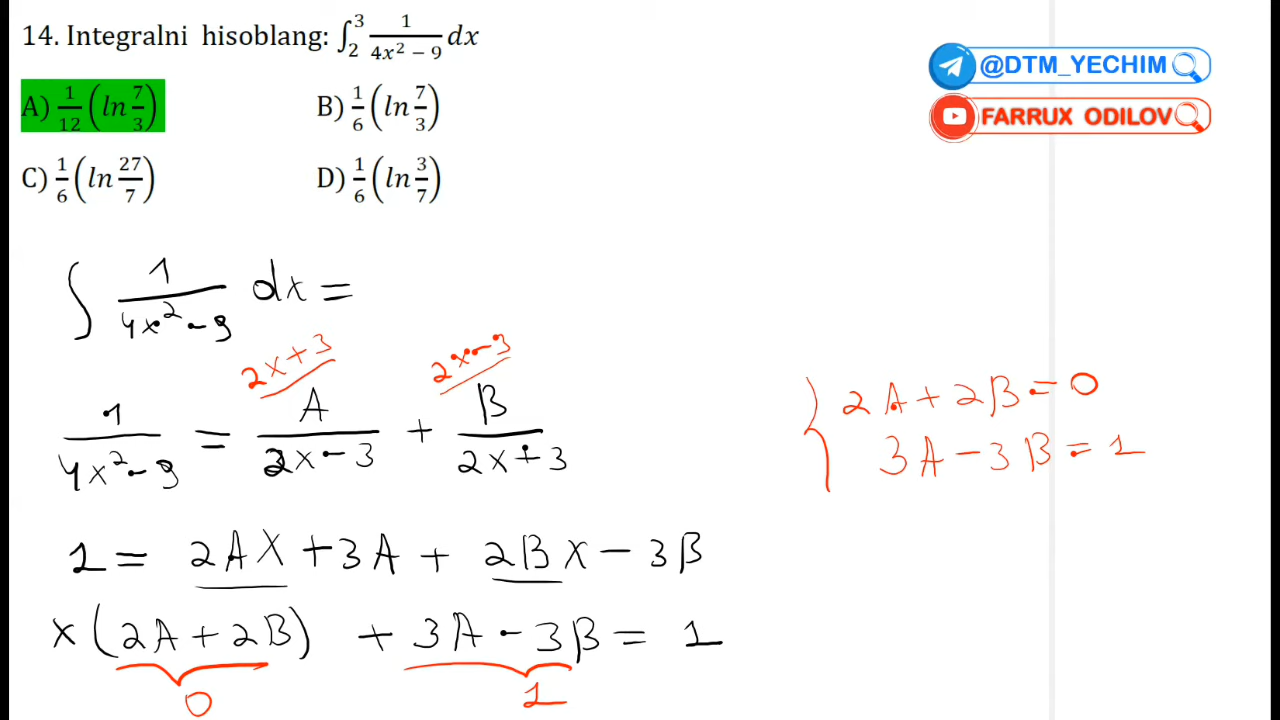 14. Integralni hisoblang: ∫₂³ 1/(4x² − 9) dx
@DTM_YECHIM
FARRUX ODILOV
A) 1/12 (ln 7/3)
B) 1/6 (ln 7/3)
C) 1/6 (ln 27/7)
D) 1/6 (ln 3/7)
∫ 1/(4x² − 9) dx =
2x+3
2x−3
1/(4x² − 9) = A/(2x − 3) + B/(2x + 3)
2A + 2B = 0
3A − 3B = 1
1 = 2AX + 3A + 2BX − 3B
x(2A + 2B) + 3A − 3B = 1
0
1